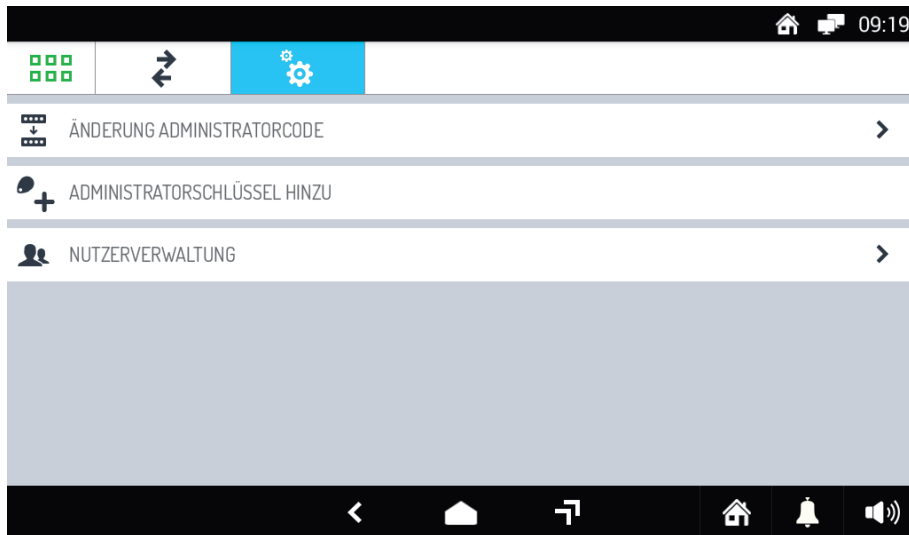 09:19
ÄNDERUNG ADMINISTRATORCODE
ADMINISTRATORSCHLÜSSEL HINZU
NUTZERVERWALTUNG